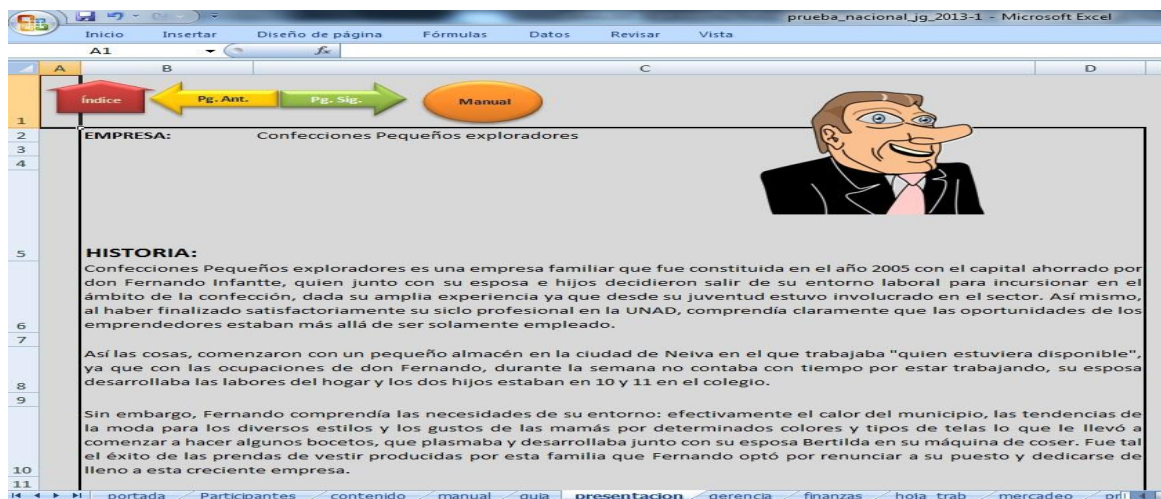 prueba_nacional_jg_2013-1 - Microsoft Excel
Inicio Insertar Diseño de página Fórmulas Datos Revisar Vista
A1 fx
A B C D
Índice Pg. Ant. Pg. Sig. Manual
1
2 EMPRESA: Confecciones Pequeños exploradores
3
4
5 HISTORIA:
Confecciones Pequeños exploradores es una empresa familiar que fue constituida en el año 2005 con el capital ahorrado por
don Fernando Infantte, quien junto con su esposa e hijos decidieron salir de su entorno laboral para incursionar en el
ámbito de la confección, dada su amplia experiencia ya que desde su juventud estuvo involucrado en el sector. Así mismo,
al haber finalizado satisfactoriamente su siclo profesional en la UNAD, comprendía claramente que las oportunidades de los
6 emprendedores estaban más allá de ser solamente empleado.
7
Así las cosas, comenzaron con un pequeño almacén en la ciudad de Neiva en el que trabajaba "quien estuviera disponible",
ya que con las ocupaciones de don Fernando, durante la semana no contaba con tiempo por estar trabajando, su esposa
8 desarrollaba las labores del hogar y los dos hijos estaban en 10 y 11 en el colegio.
9
Sin embargo, Fernando comprendía las necesidades de su entorno: efectivamente el calor del municipio, las tendencias de
la moda para los diversos estilos y los gustos de las mamás por determinados colores y tipos de telas lo que le llevó a
comenzar a hacer algunos bocetos, que plasmaba y desarrollaba junto con su esposa Bertilda en su máquina de coser. Fue tal
el éxito de las prendas de vestir producidas por esta familia que Fernando optó por renunciar a su puesto y dedicarse de
10 lleno a esta creciente empresa.
11
portada Participantes contenido manual guia presentacion gerencia finanzas hoja_trab mercadeo